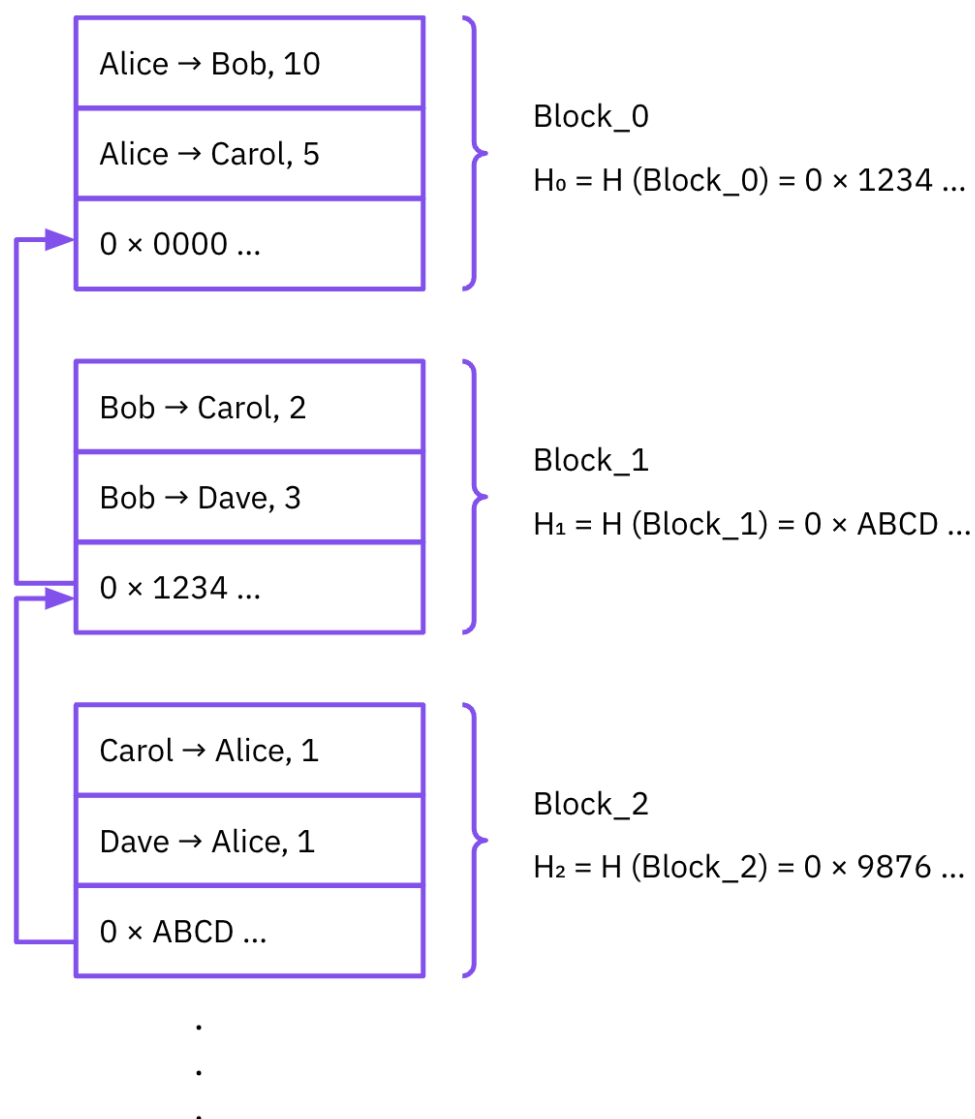 Alice → Bob, 10
Alice → Carol, 5
0 × 0000 ...
Block_0
H₀ = H (Block_0) = 0 × 1234 ...
Bob → Carol, 2
Bob → Dave, 3
0 × 1234 ...
Block_1
H₁ = H (Block_1) = 0 × ABCD ...
Carol → Alice, 1
Dave → Alice, 1
0 × ABCD ...
Block_2
H₂ = H (Block_2) = 0 × 9876 ...
.
.
.